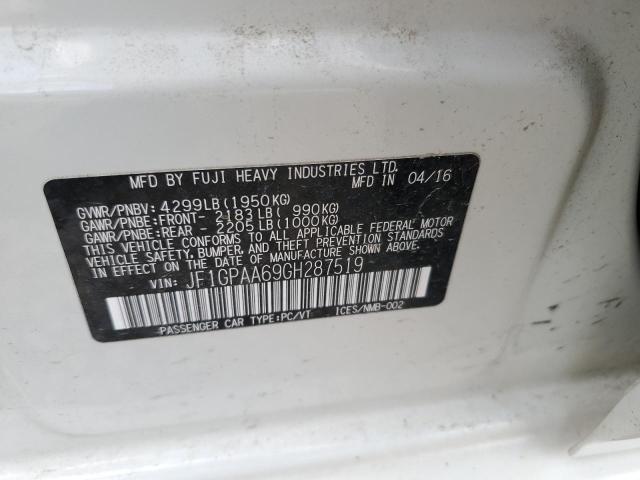 MFD BY FUJI HEAVY INDUSTRIES LTD.
MFD IN 04/16
GVWR/PNBV: 4299LB (1950KG)
GAWR/PNBE: FRONT- 2183LB ( 990KG)
GAWR/PNBE: REAR - 2205LB (1000KG)
THIS VEHICLE CONFORMS TO ALL APPLICABLE FEDERAL MOTOR
VEHICLE SAFETY, BUMPER AND THEFT PREVENTION STANDARDS
IN EFFECT ON THE DATE OF MANUFACTURE SHOWN ABOVE.
VIN: JF1GPAA69GH287519
PASSENGER CAR TYPE:PC/VT ICES/NMB-002